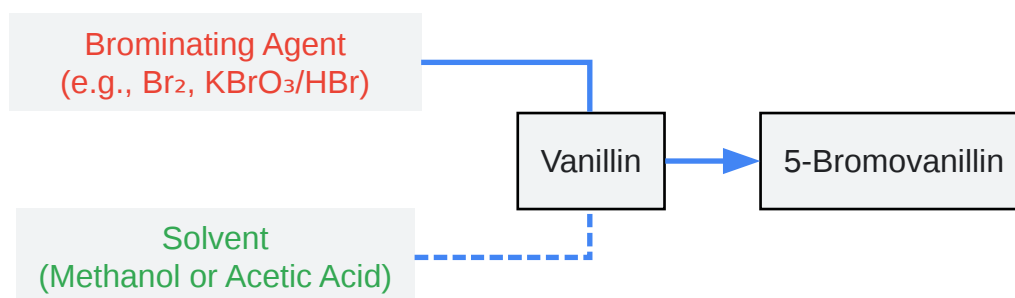 Brominating Agent
(e.g., Br₂, KBrO₃/HBr)
Vanillin
5-Bromovanillin
Solvent
(Methanol or Acetic Acid)